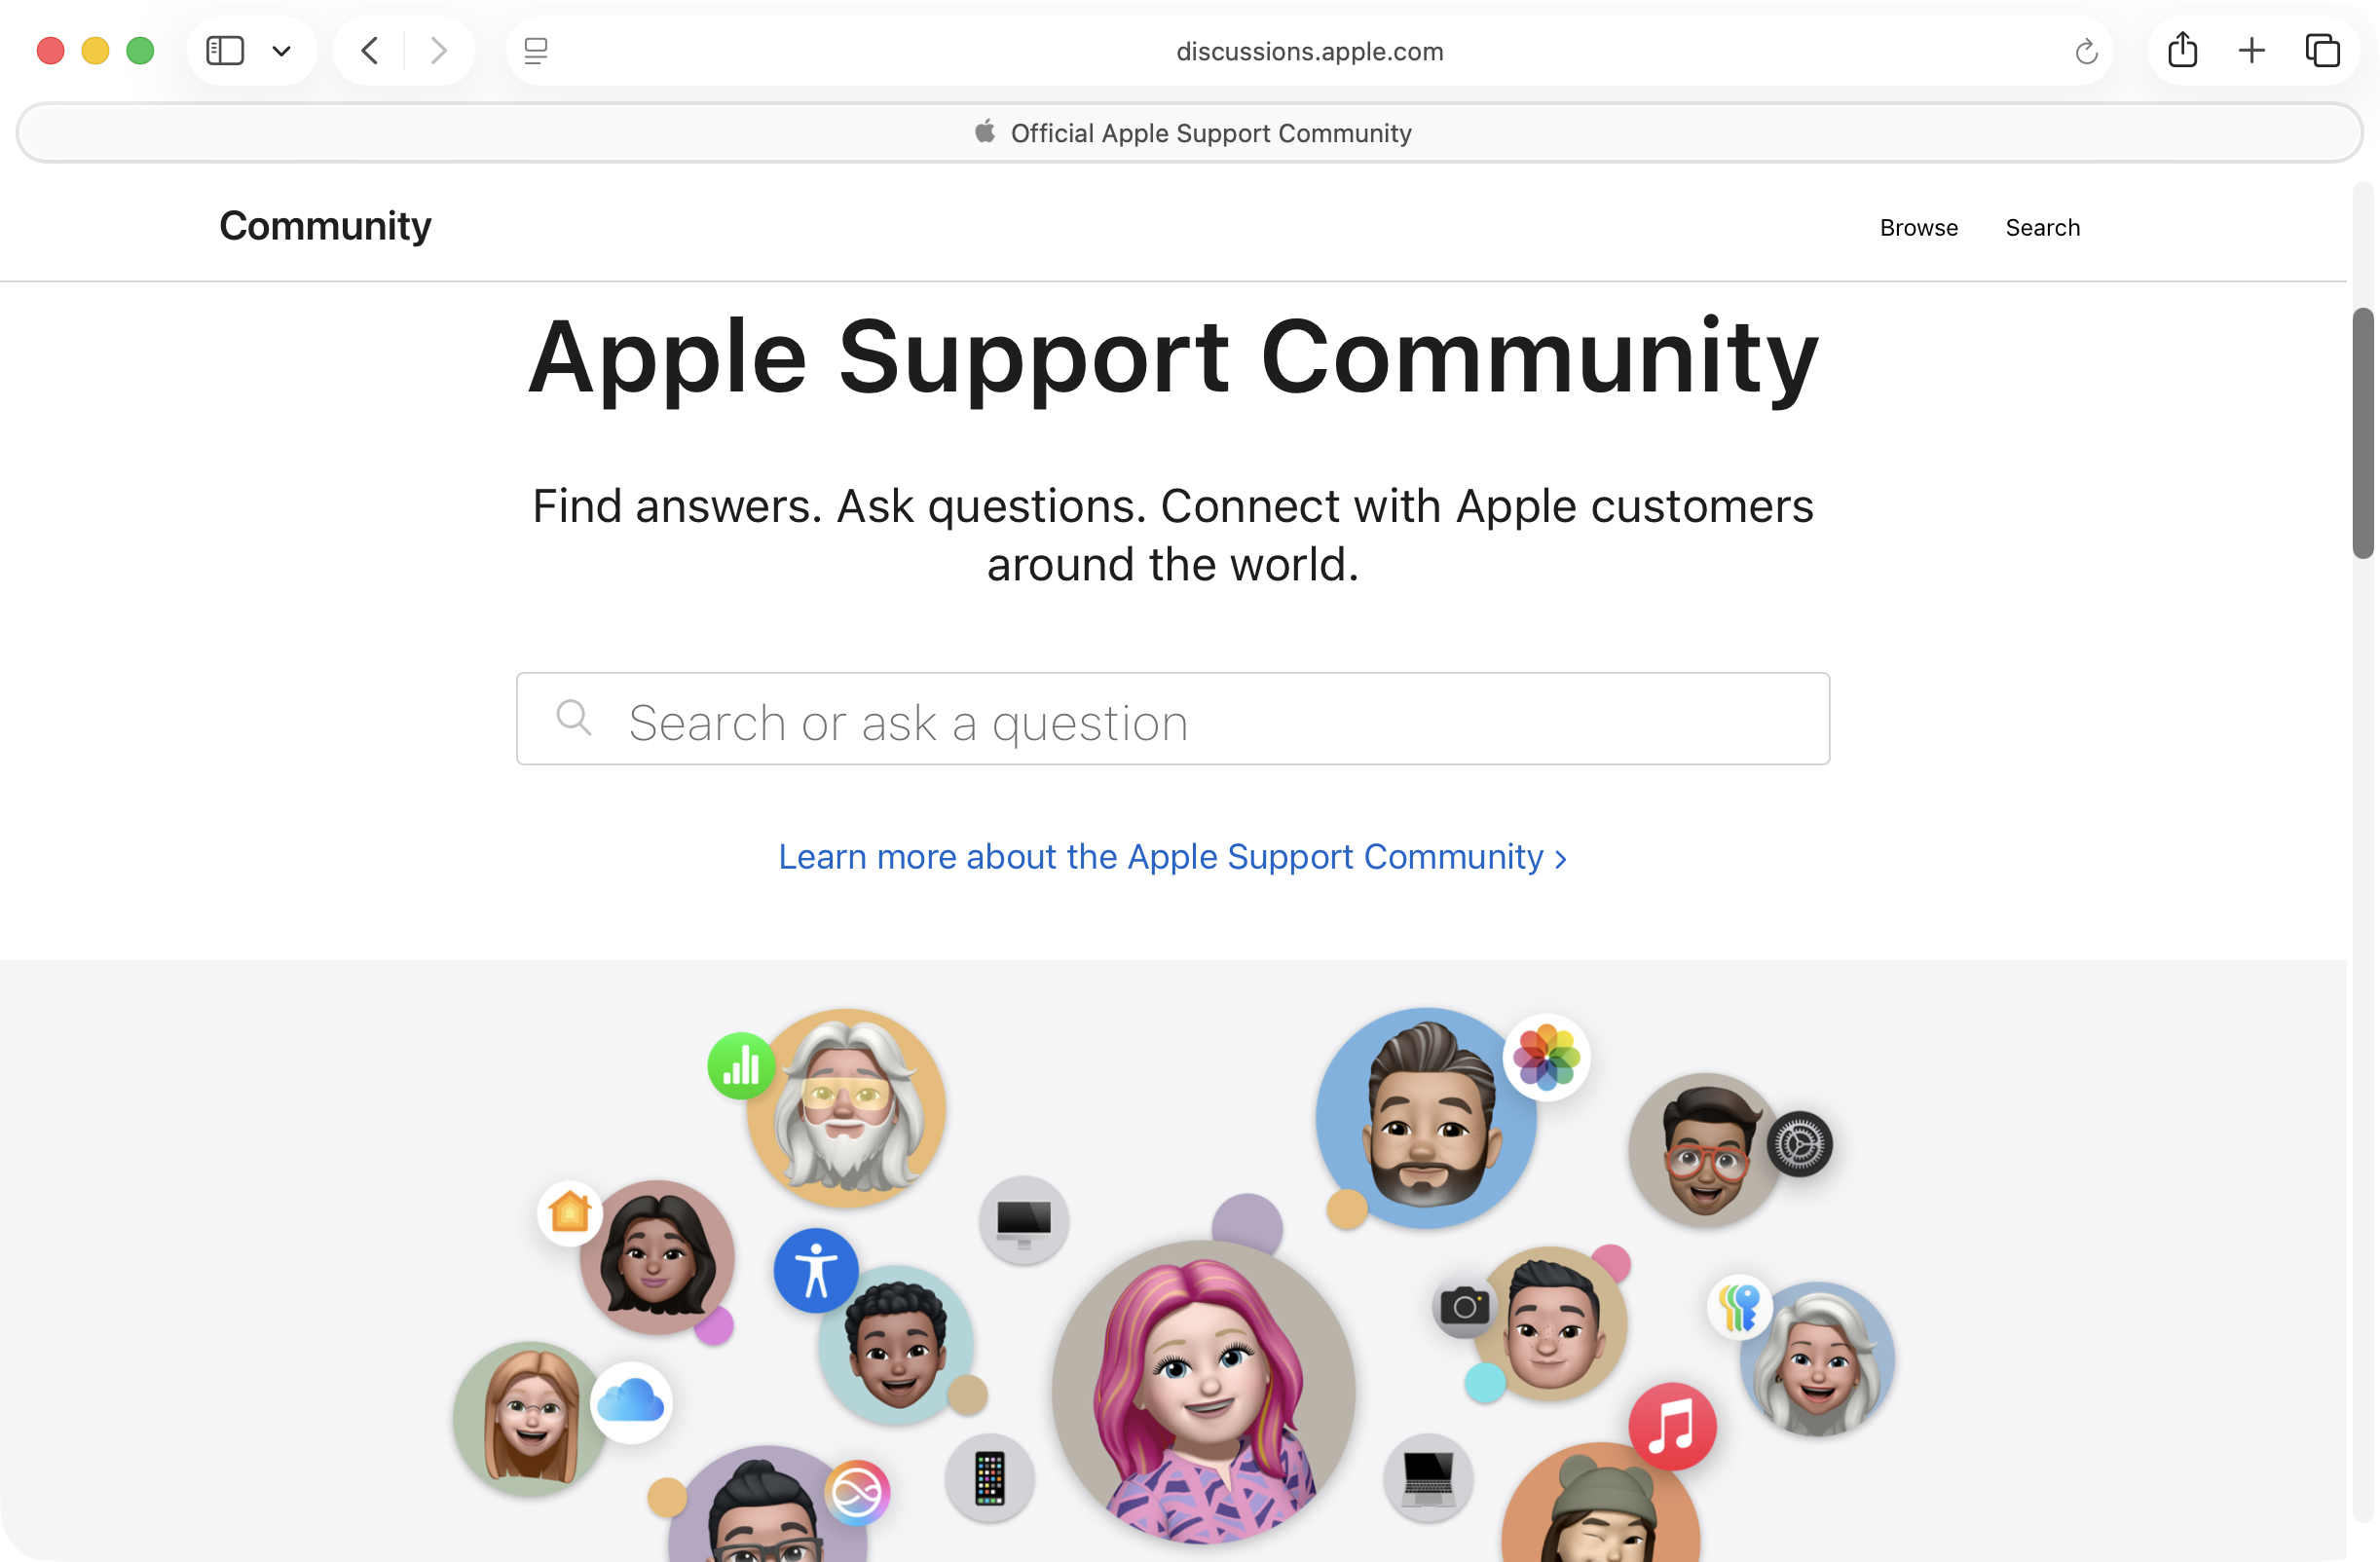 discussions.apple.com
Official Apple Support Community
Community
Browse
Search
Apple Support Community
Find answers. Ask questions. Connect with Apple customers
around the world.
Search or ask a question
Learn more about the Apple Support Community ›